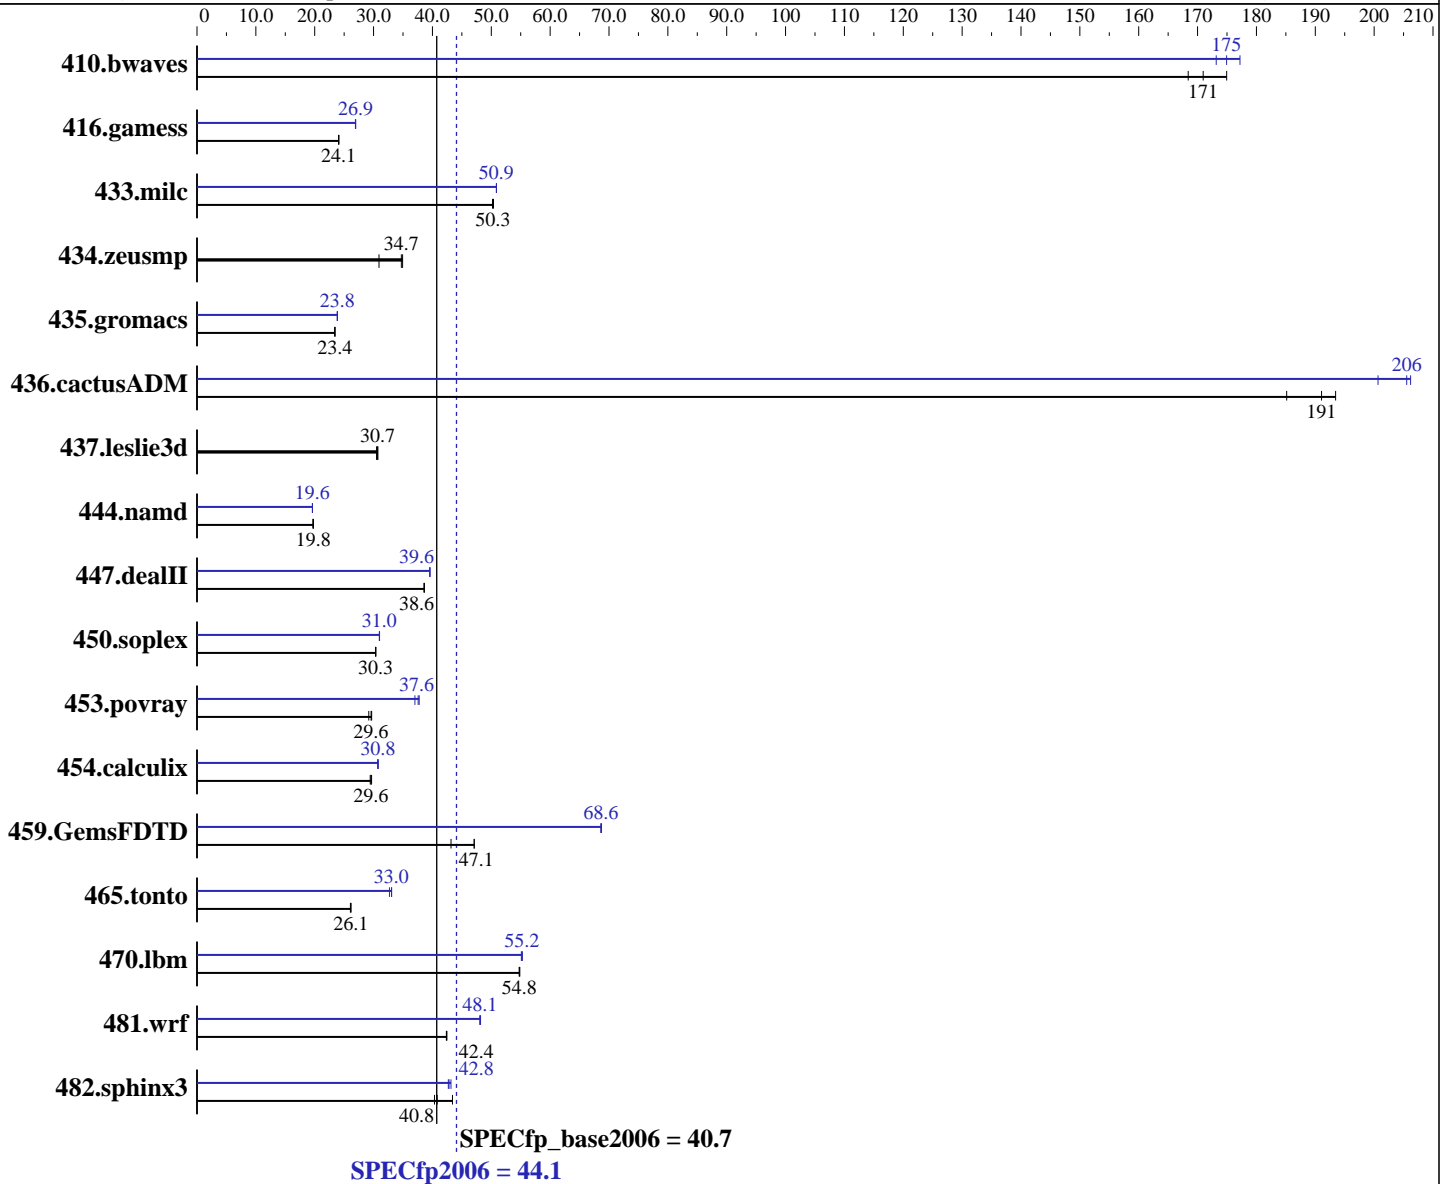 0 10.0 20.0 30.0 40.0 50.0 60.0 70.0 80.0 90.0 100 110 120 130 140 150 160 170 180 190 200 210
175
410.bwaves
171
26.9
416.gamess
24.1
50.9
433.milc
50.3
34.7
434.zeusmp
23.8
435.gromacs
23.4
206
436.cactusADM
191
30.7
437.leslie3d
19.6
444.namd
19.8
39.6
447.dealII
38.6
31.0
450.soplex
30.3
37.6
453.povray
29.6
30.8
454.calculix
29.6
68.6
459.GemsFDTD
47.1
33.0
465.tonto
26.1
55.2
470.lbm
54.8
48.1
481.wrf
42.4
42.8
482.sphinx3
40.8
SPECfp_base2006 = 40.7
SPECfp2006 = 44.1